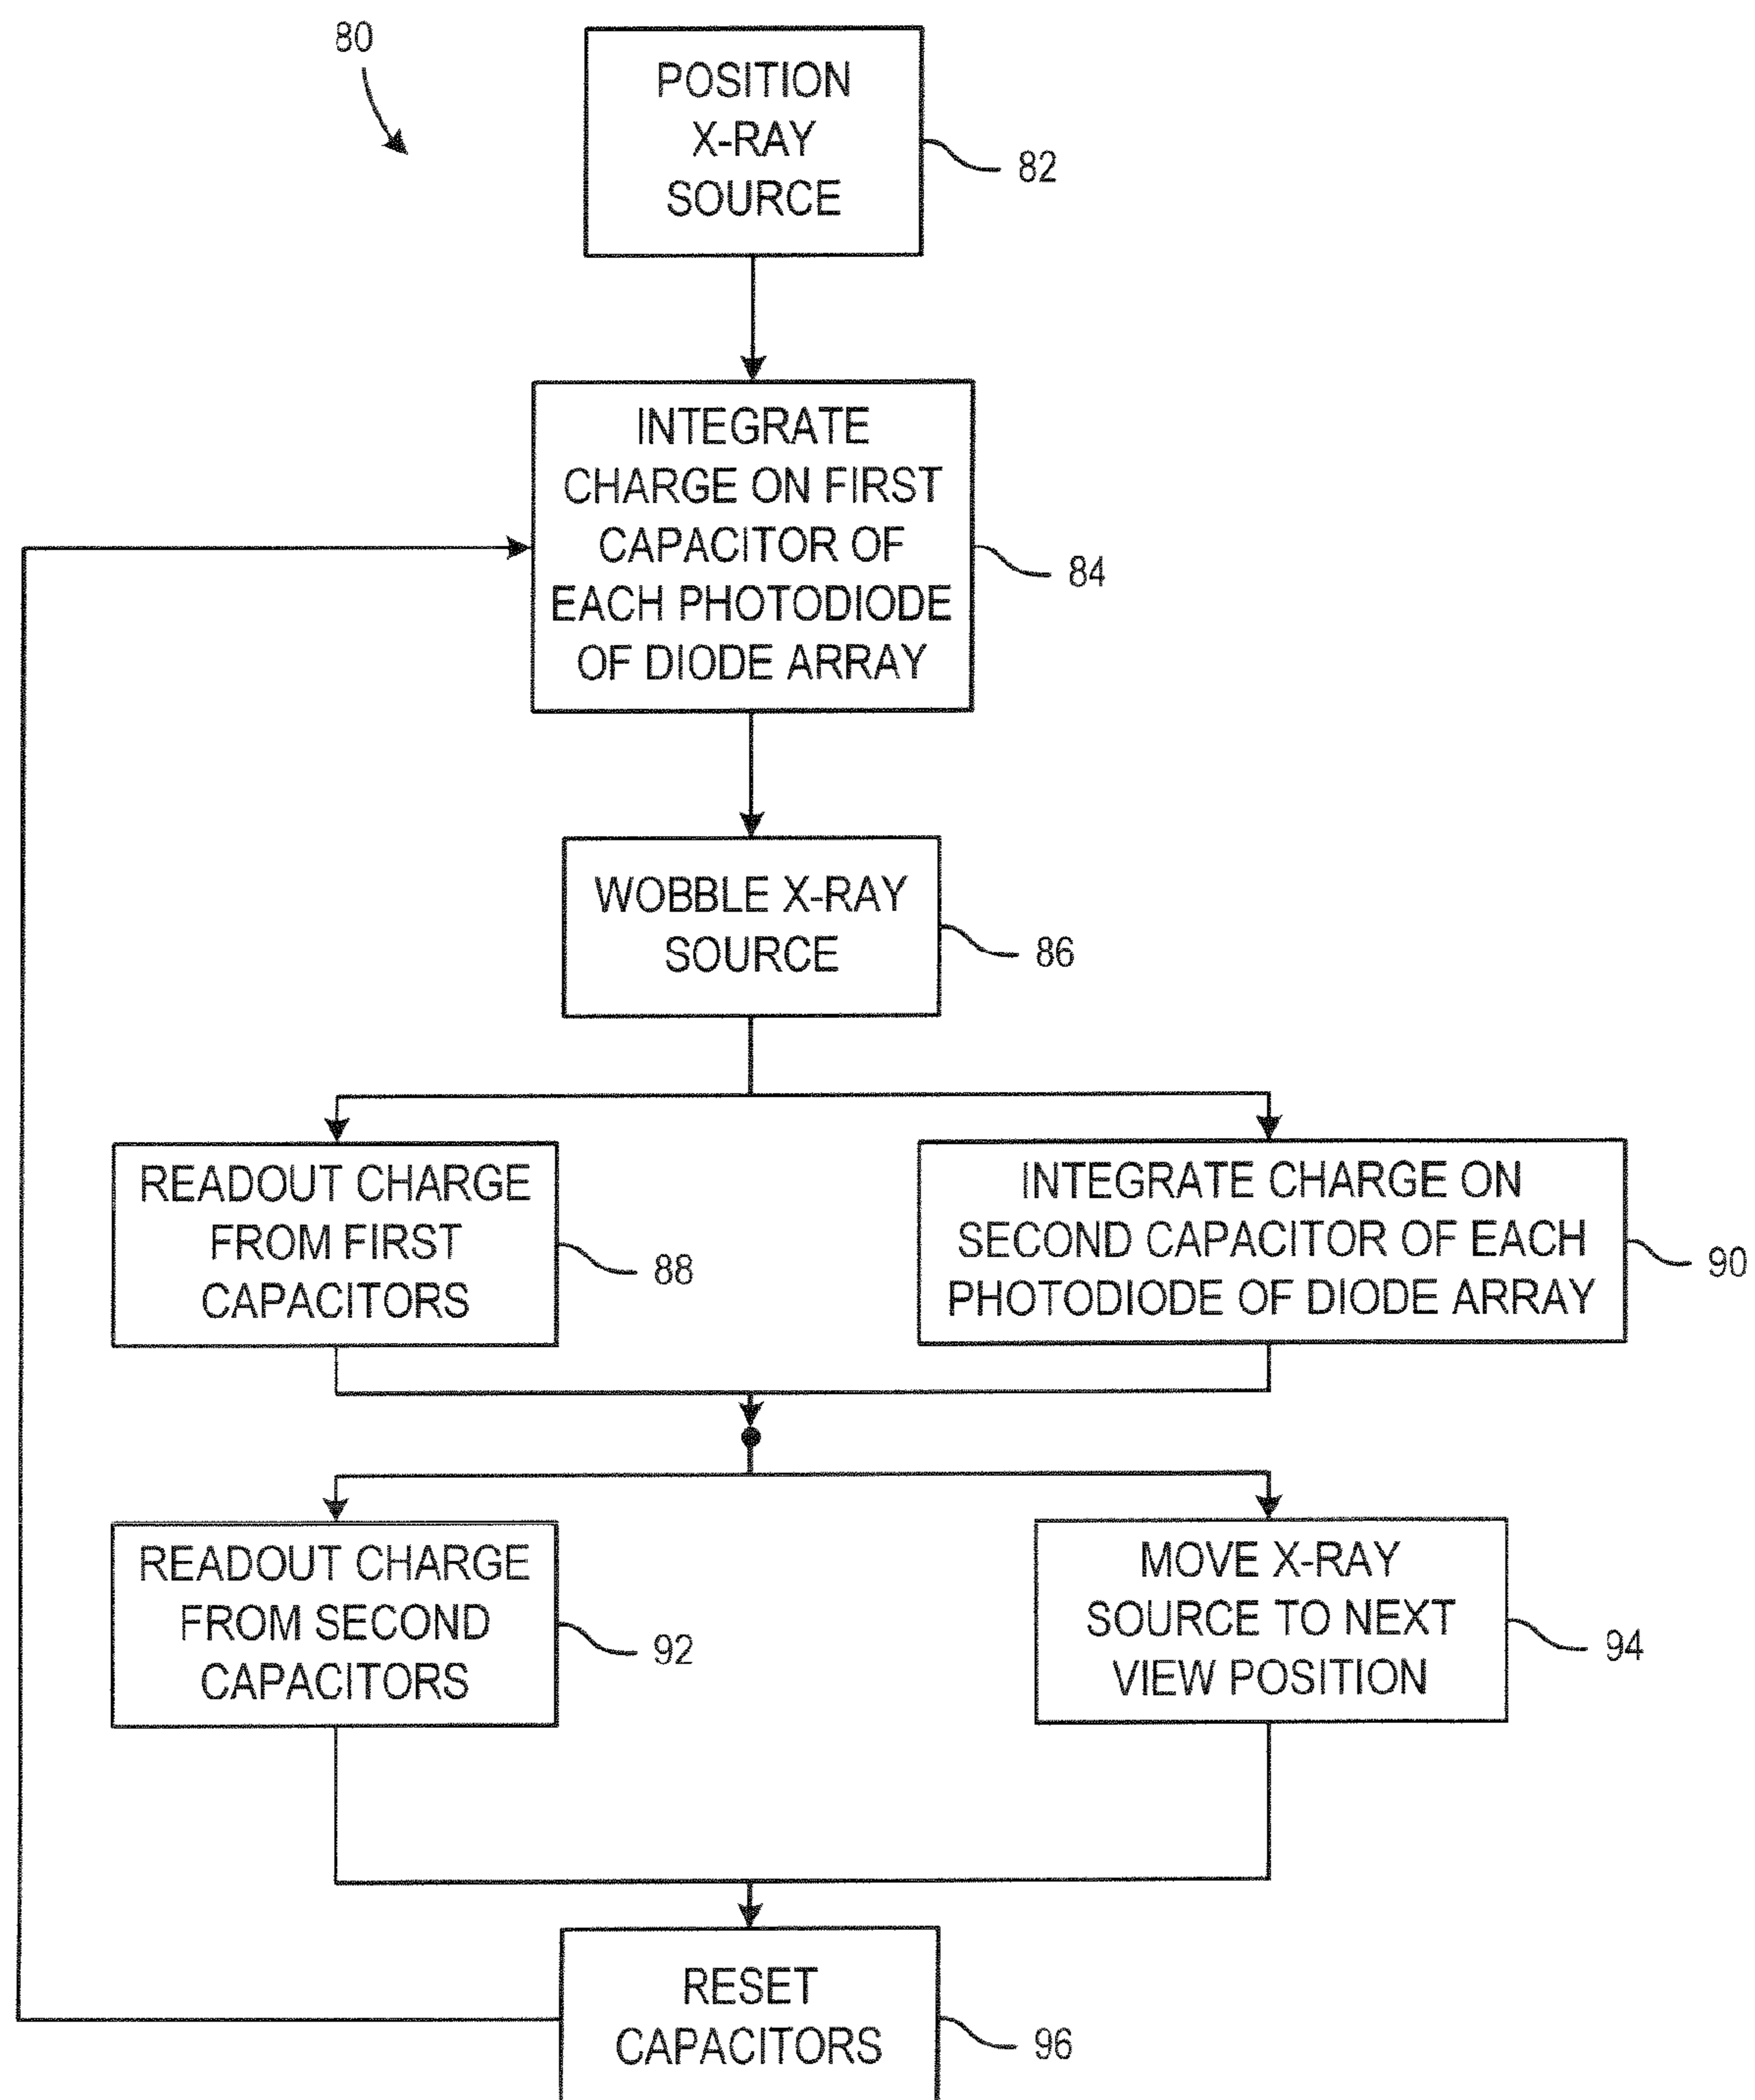 80
POSITION
X-RAY
SOURCE
82
INTEGRATE
CHARGE ON FIRST
CAPACITOR OF
EACH PHOTODIODE
OF DIODE ARRAY
84
WOBBLE X-RAY
SOURCE
86
READOUT CHARGE
FROM FIRST
CAPACITORS
88
INTEGRATE CHARGE ON
SECOND CAPACITOR OF EACH
PHOTODIODE OF DIODE ARRAY
90
READOUT CHARGE
FROM SECOND
CAPACITORS
92
MOVE X-RAY
SOURCE TO NEXT
VIEW POSITION
94
RESET
CAPACITORS
96